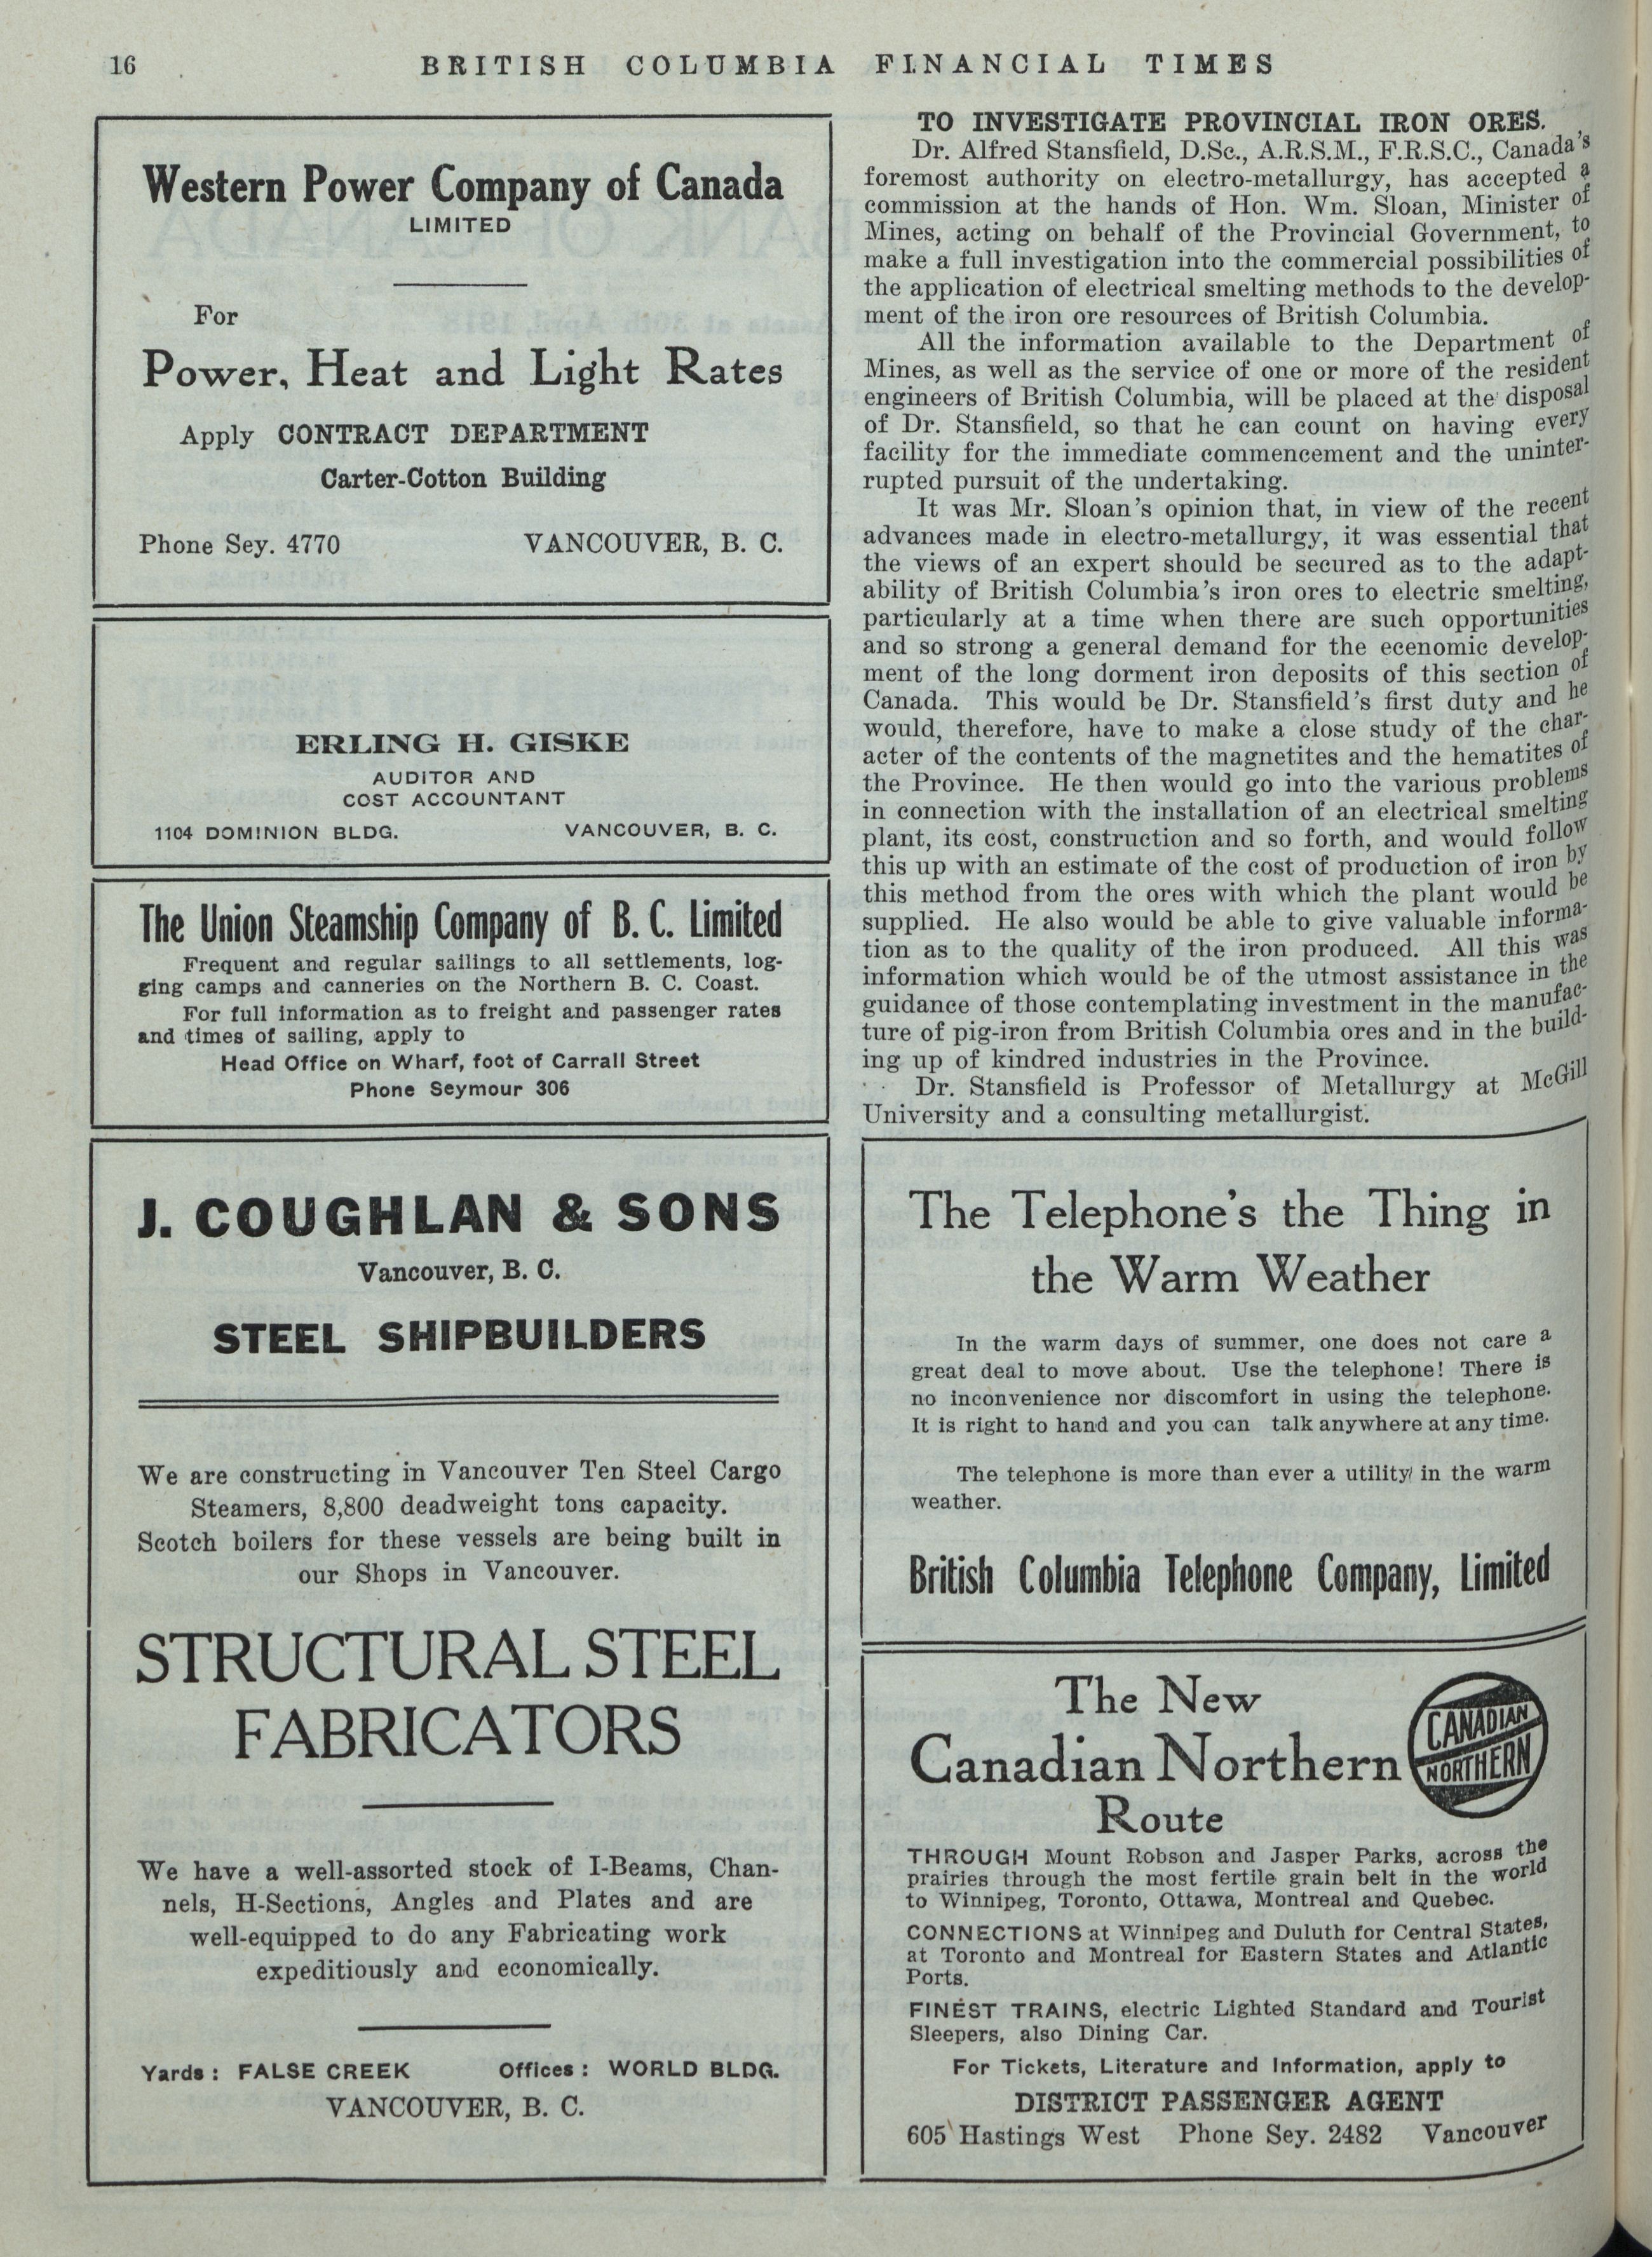 16
BRITISH COLUMBIA FINANCIAL TIMES
Western Power Company of Canada
LIMITED
For
Power, Heat and Light Rates
Apply CONTRACT DEPARTMENT
Carter-Cotton Building
Phone Sey. 4770 VANCOUVER, B. C.
ERLING H. GISKE
AUDITOR AND
COST ACCOUNTANT
1104 DOMINION BLDG. VANCOUVER, B. C.
The Union Steamship Company of B. C. Limited
Frequent and regular sailings to all settlements, log-
ging camps and canneries on the Northern B. C. Coast.
For full information as to freight and passenger rates
and times of sailing, apply to
Head Office on Wharf, foot of Carrall Street
Phone Seymour 306
J. COUGHLAN & SONS
Vancouver, B. C.
STEEL SHIPBUILDERS
We are constructing in Vancouver Ten Steel Cargo
Steamers, 8,800 deadweight tons capacity.
Scotch boilers for these vessels are being built in
our Shops in Vancouver.
STRUCTURAL STEEL
FABRICATORS
We have a well-assorted stock of I-Beams, Chan-
nels, H-Sections, Angles and Plates and are
well-equipped to do any Fabricating work
expeditiously and economically.
Yards: FALSE CREEK Offices: WORLD BLDG.
VANCOUVER, B. C.
TO INVESTIGATE PROVINCIAL IRON ORES.
Dr. Alfred Stansfield, D.Sc., A.R.S.M., F.R.S.C., Canada's
foremost authority on electro-metallurgy, has accepted a
commission at the hands of Hon. Wm. Sloan, Minister of
Mines, acting on behalf of the Provincial Government, to
make a full investigation into the commercial possibilities of
the application of electrical smelting methods to the develop-
ment of the iron ore resources of British Columbia.
All the information available to the Department of
Mines, as well as the service of one or more of the resident
engineers of British Columbia, will be placed at the disposal
of Dr. Stansfield, so that he can count on having every
facility for the immediate commencement and the uninter-
rupted pursuit of the undertaking.
It was Mr. Sloan's opinion that, in view of the recent
advances made in electro-metallurgy, it was essential that
the views of an expert should be secured as to the adapt-
ability of British Columbia's iron ores to electric smelting,
particularly at a time when there are such opportunities
and so strong a general demand for the ecenomic develop-
ment of the long dorment iron deposits of this section of
Canada. This would be Dr. Stansfield's first duty and he
would, therefore, have to make a close study of the char-
acter of the contents of the magnetites and the hematites of
the Province. He then would go into the various problems
in connection with the installation of an electrical smelting
plant, its cost, construction and so forth, and would follow
this up with an estimate of the cost of production of iron by
this method from the ores with which the plant would be
supplied. He also would be able to give valuable informa-
tion as to the quality of the iron produced. All this was
information which would be of the utmost assistance in the
guidance of those contemplating investment in the manufac-
ture of pig-iron from British Columbia ores and in the build-
ing up of kindred industries in the Province.
Dr. Stansfield is Professor of Metallurgy at McGill
University and a consulting metallurgist.
The Telephone's the Thing in
the Warm Weather
In the warm days of summer, one does not care a
great deal to move about. Use the telephone! There is
no inconvenience nor discomfort in using the telephone.
It is right to hand and you can talk anywhere at any time.
The telephone is more than ever a utility in the warm
weather.
British Columbia Telephone Company, Limited
The New
Canadian Northern
Route
CANADIAN
NORTHERN
THROUGH Mount Robson and Jasper Parks, across the
prairies through the most fertile grain belt in the world
to Winnipeg, Toronto, Ottawa, Montreal and Quebec.
CONNECTIONS at Winnipeg and Duluth for Central States,
at Toronto and Montreal for Eastern States and Atlantic
Ports.
FINEST TRAINS, electric Lighted Standard and Tourist
Sleepers, also Dining Car.
For Tickets, Literature and Information, apply to
DISTRICT PASSENGER AGENT
605 Hastings West Phone Sey. 2482 Vancouver